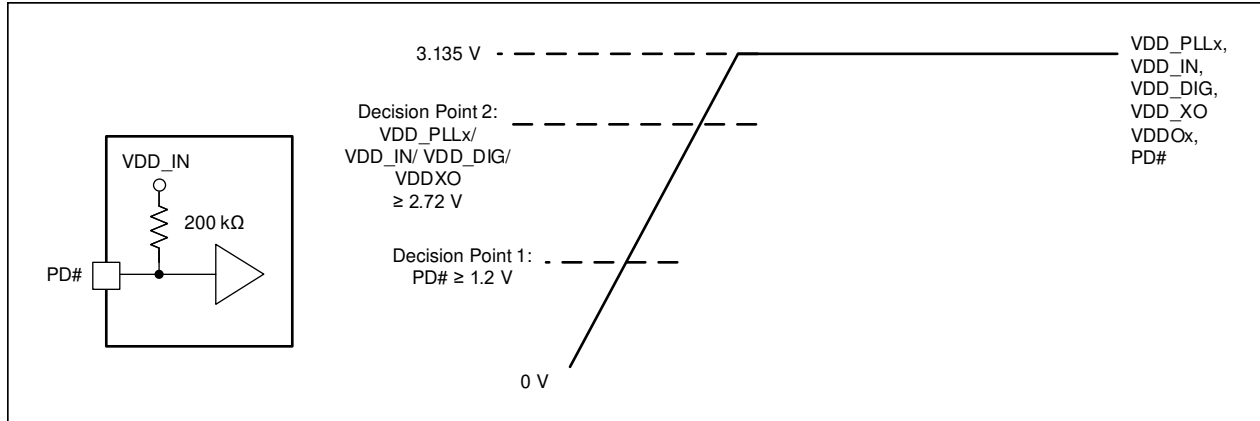 VDD_IN
200 kΩ
PD#
3.135 V
Decision Point 2:
VDD_PLLx/
VDD_IN/ VDD_DIG/
VDDXO
≥ 2.72 V
Decision Point 1:
PD# ≥ 1.2 V
0 V
VDD_PLLx,
VDD_IN,
VDD_DIG,
VDD_XO
VDDOx,
PD#